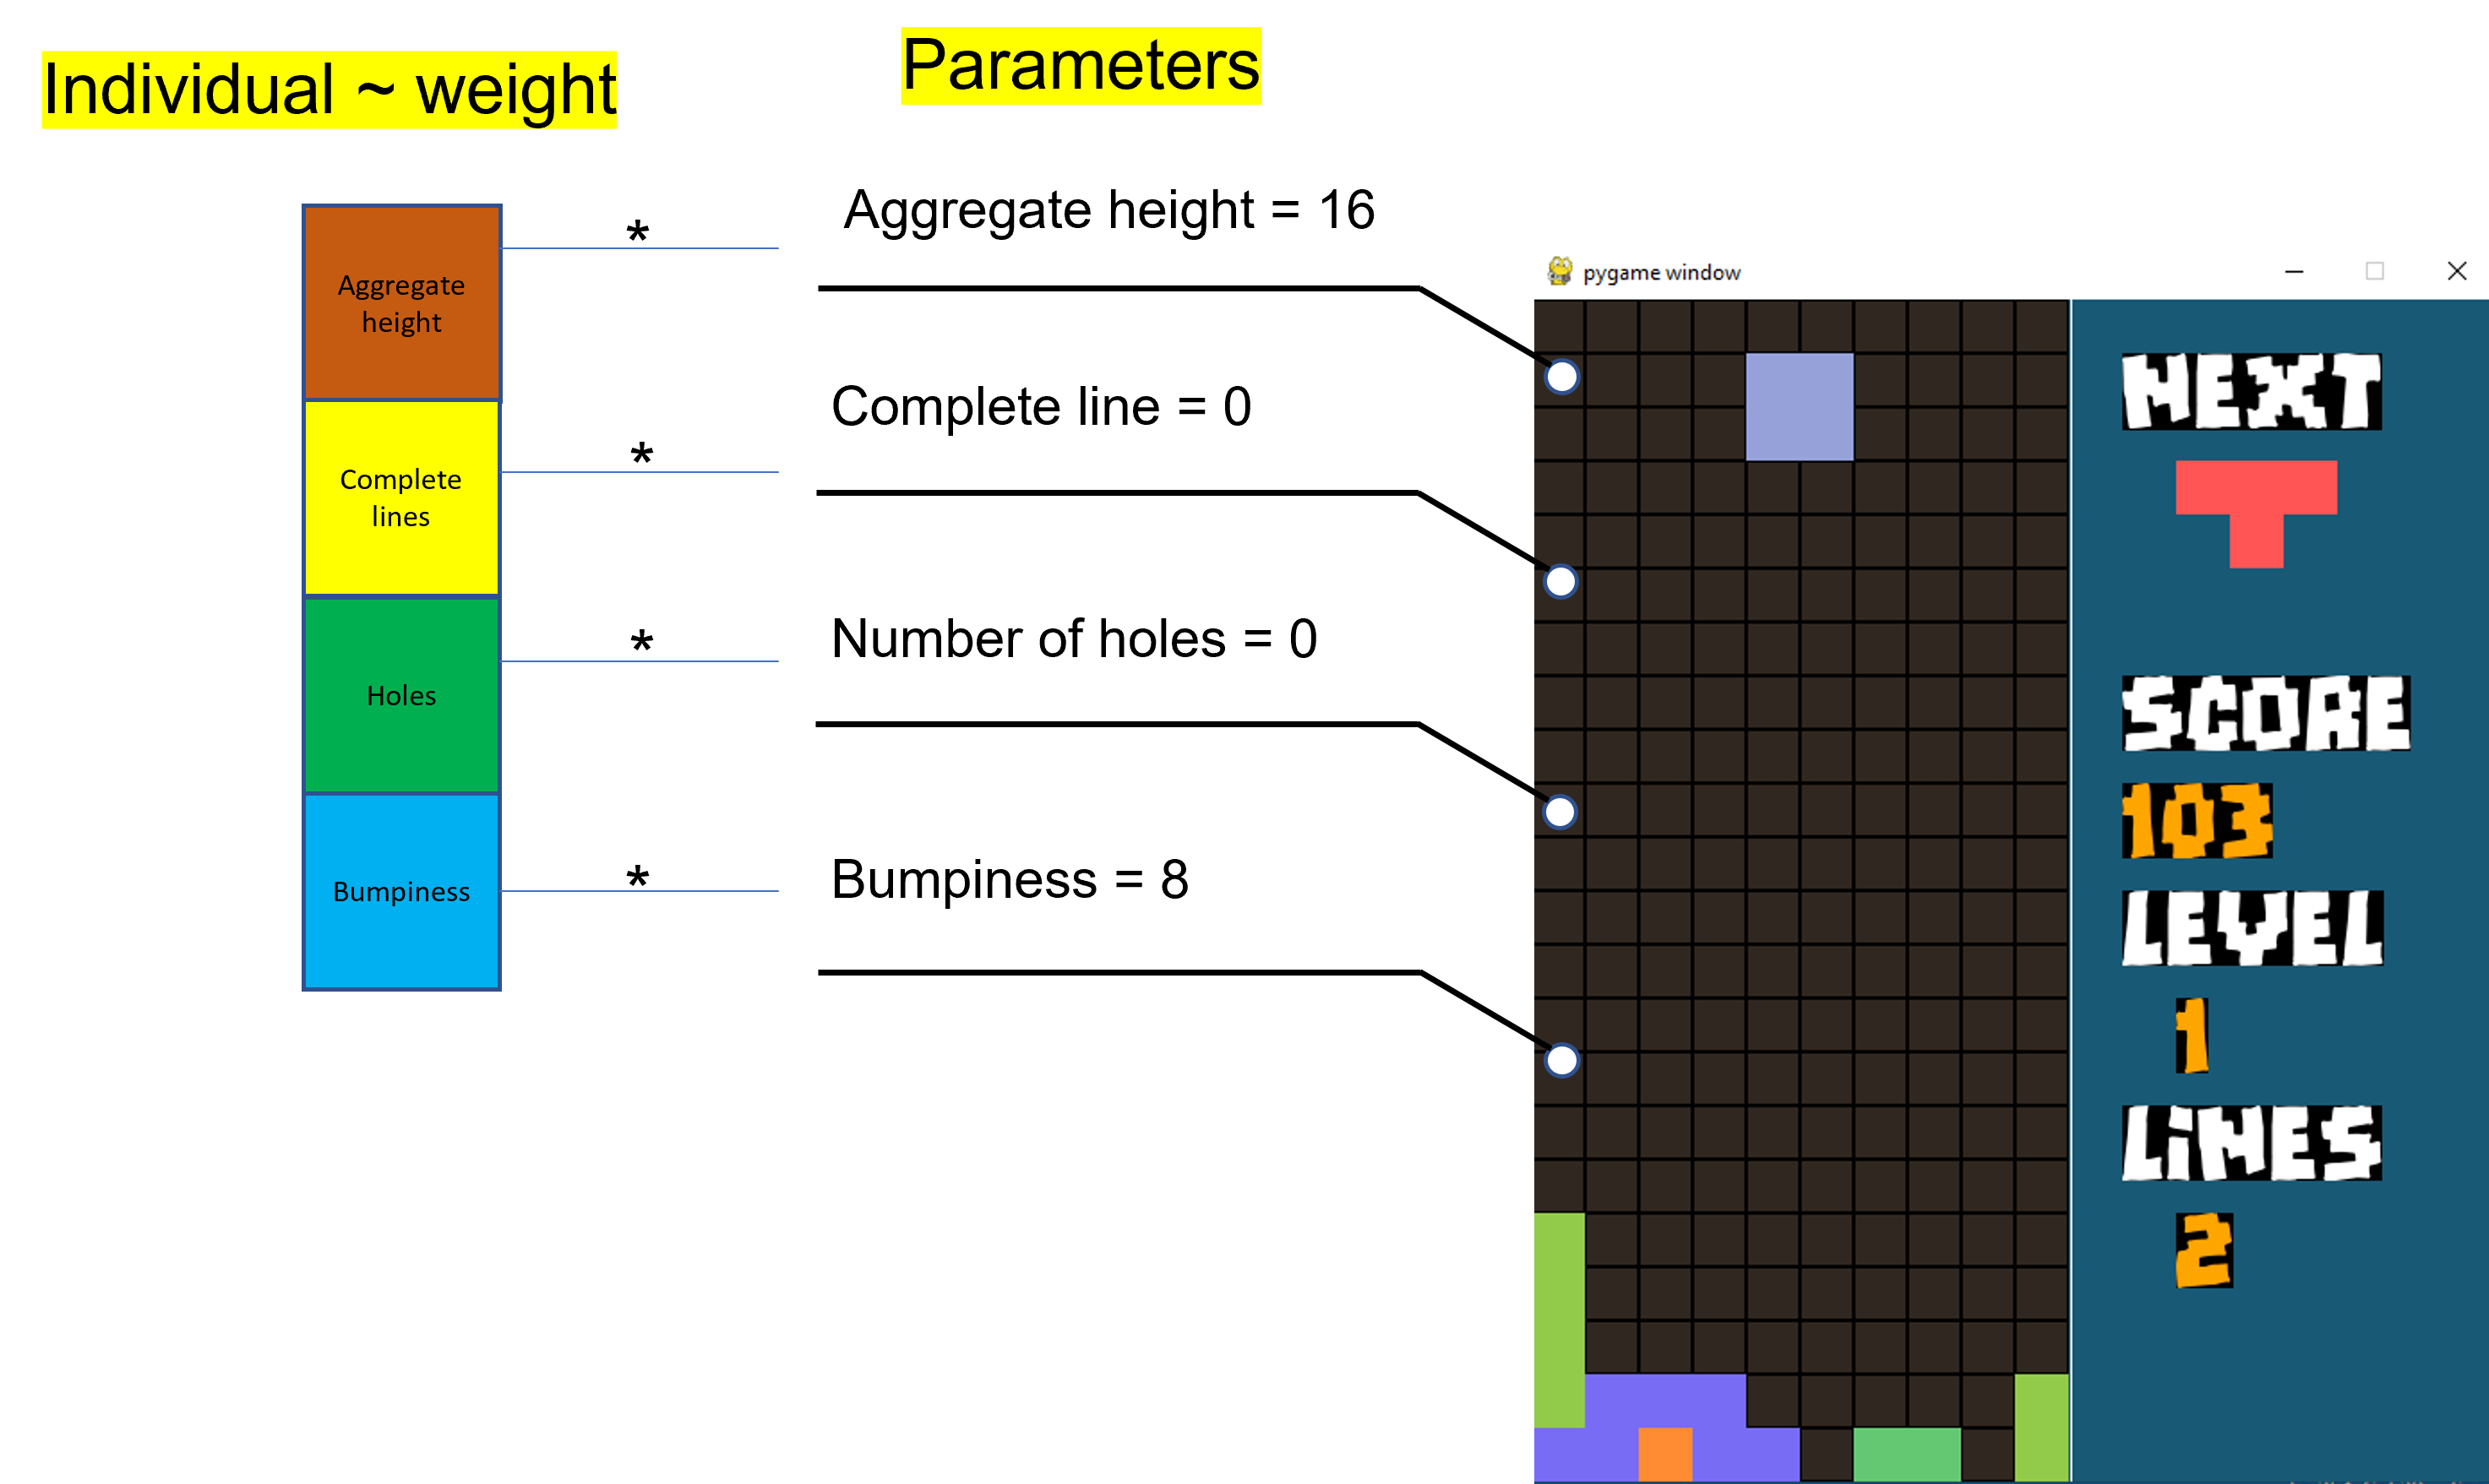 Individual ~ weight
Parameters
Aggregate
height
*
Aggregate height = 16
Complete
lines
*
Complete line = 0
Holes
*
Number of holes = 0
Bumpiness
*
Bumpiness = 8
pygame window
NEXT
SCORE
103
LEVEL
1
LiNES
2